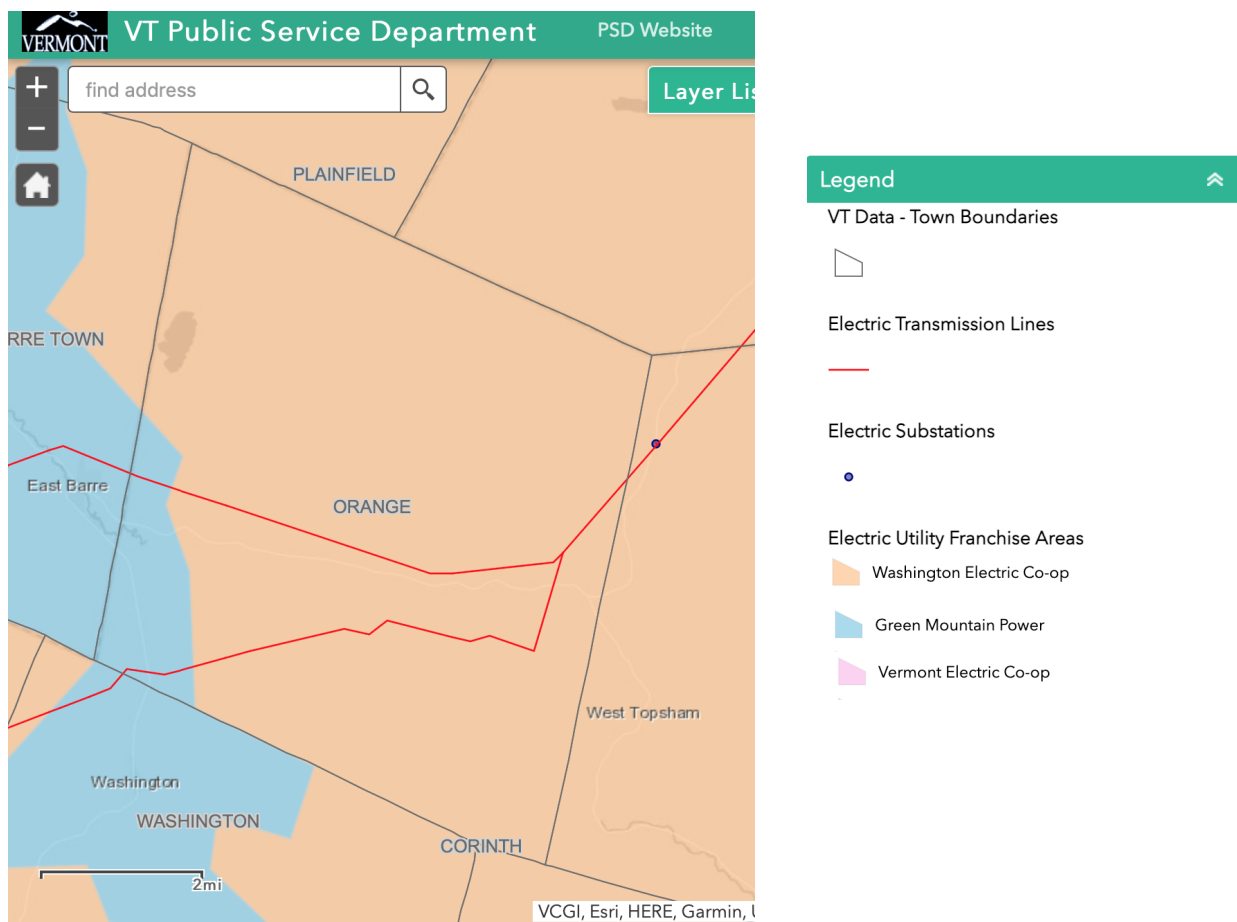 VERMONT VT Public Service Department PSD Website
+
find address
Layer Lis
−
PLAINFIELD
RRE TOWN
East Barre
ORANGE
West Topsham
Washington
WASHINGTON
CORINTH
2mi
VCGI, Esri, HERE, Garmin, U
Legend
VT Data - Town Boundaries
Electric Transmission Lines
Electric Substations
Electric Utility Franchise Areas
Washington Electric Co-op
Green Mountain Power
Vermont Electric Co-op